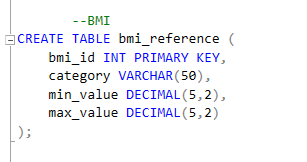 --BMI
CREATE TABLE bmi_reference (
bmi_id INT PRIMARY KEY,
category VARCHAR(50),
min_value DECIMAL(5,2),
max_value DECIMAL(5,2)
);